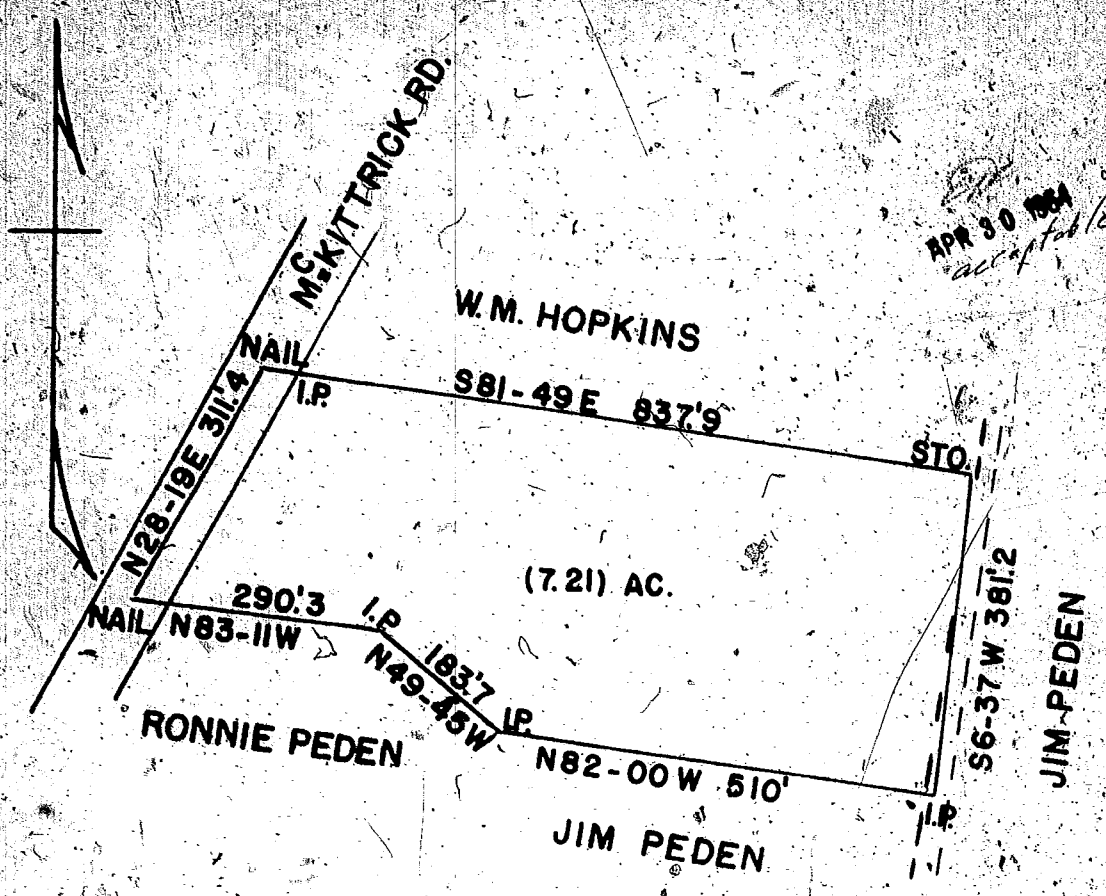 McKITTRICK RD.
APR 30 1984
acceptable
W. M. HOPKINS
NAIL
I.P.
S81-49E 837.'9
STO.
N28-19E 311.'4
(7.21) AC.
S6-37W 381.'2
JIM PEDEN
NAIL
290.'3
N83-11W
I.P.
183.'7
N49-45W
I.P.
RONNIE PEDEN
N82-00W 510'
I.P.
JIM PEDEN